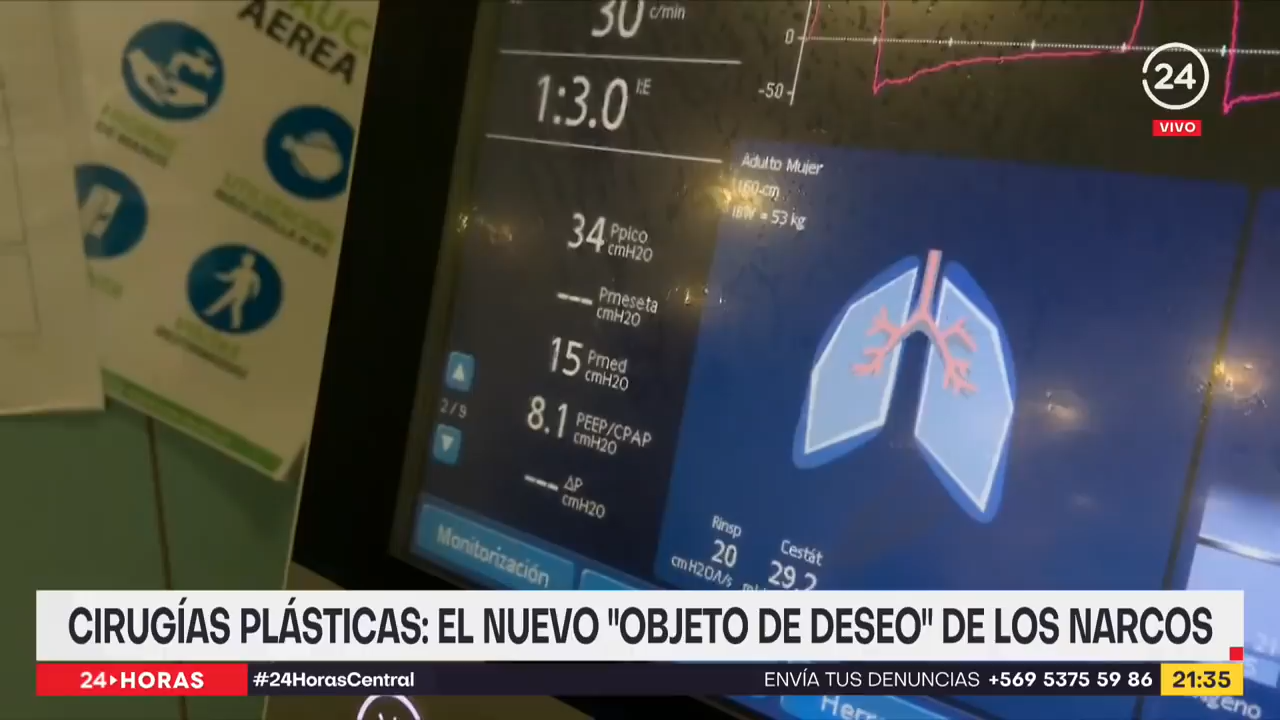 AEREA
30 c/min
1:3.0 I:E
0
-50
24
VIVO
Adulto Mujer
160 cm
IBW = 53 kg
34 Ppico
cmH2O
--- Pmeseta
cmH2O
15 Pmed
cmH2O
2/9
8.1 PEEP/CPAP
cmH2O
--- ΔP
cmH2O
Rinsp
20
cmH2O/l/s
Cestát
29.2
Monitorización
CIRUGÍAS PLÁSTICAS: EL NUEVO "OBJETO DE DESEO" DE LOS NARCOS
24 HORAS
#24HorasCentral
ENVÍA TUS DENUNCIAS +569 5375 59 86
21:35